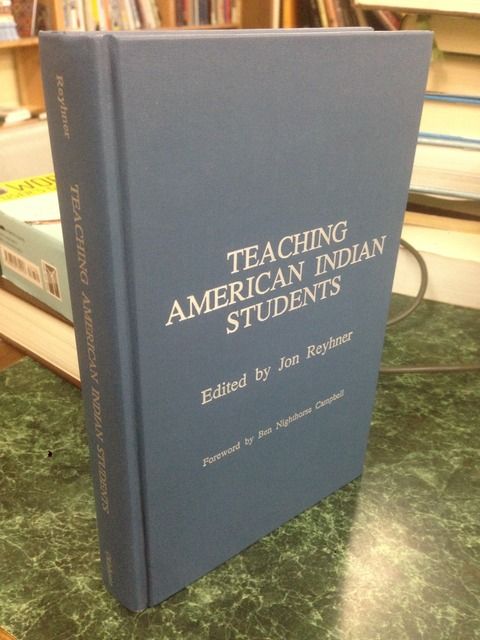 TEACHING
AMERICAN INDIAN
STUDENTS
Edited by Jon Reyhner
Foreword by Ben Nighthorse Campbell
Reyhner
TEACHING AMERICAN INDIAN STUDENTS